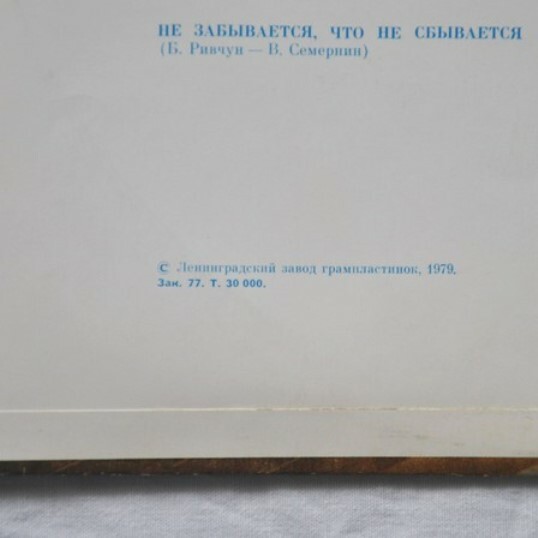 НЕ ЗАБЫВАЕТСЯ, ЧТО НЕ СБЫВАЕТСЯ
(Б. Ривчун — В. Семернин)
© Ленинградский завод грампластинок, 1979.
Зак. 77. Т. 30 000.